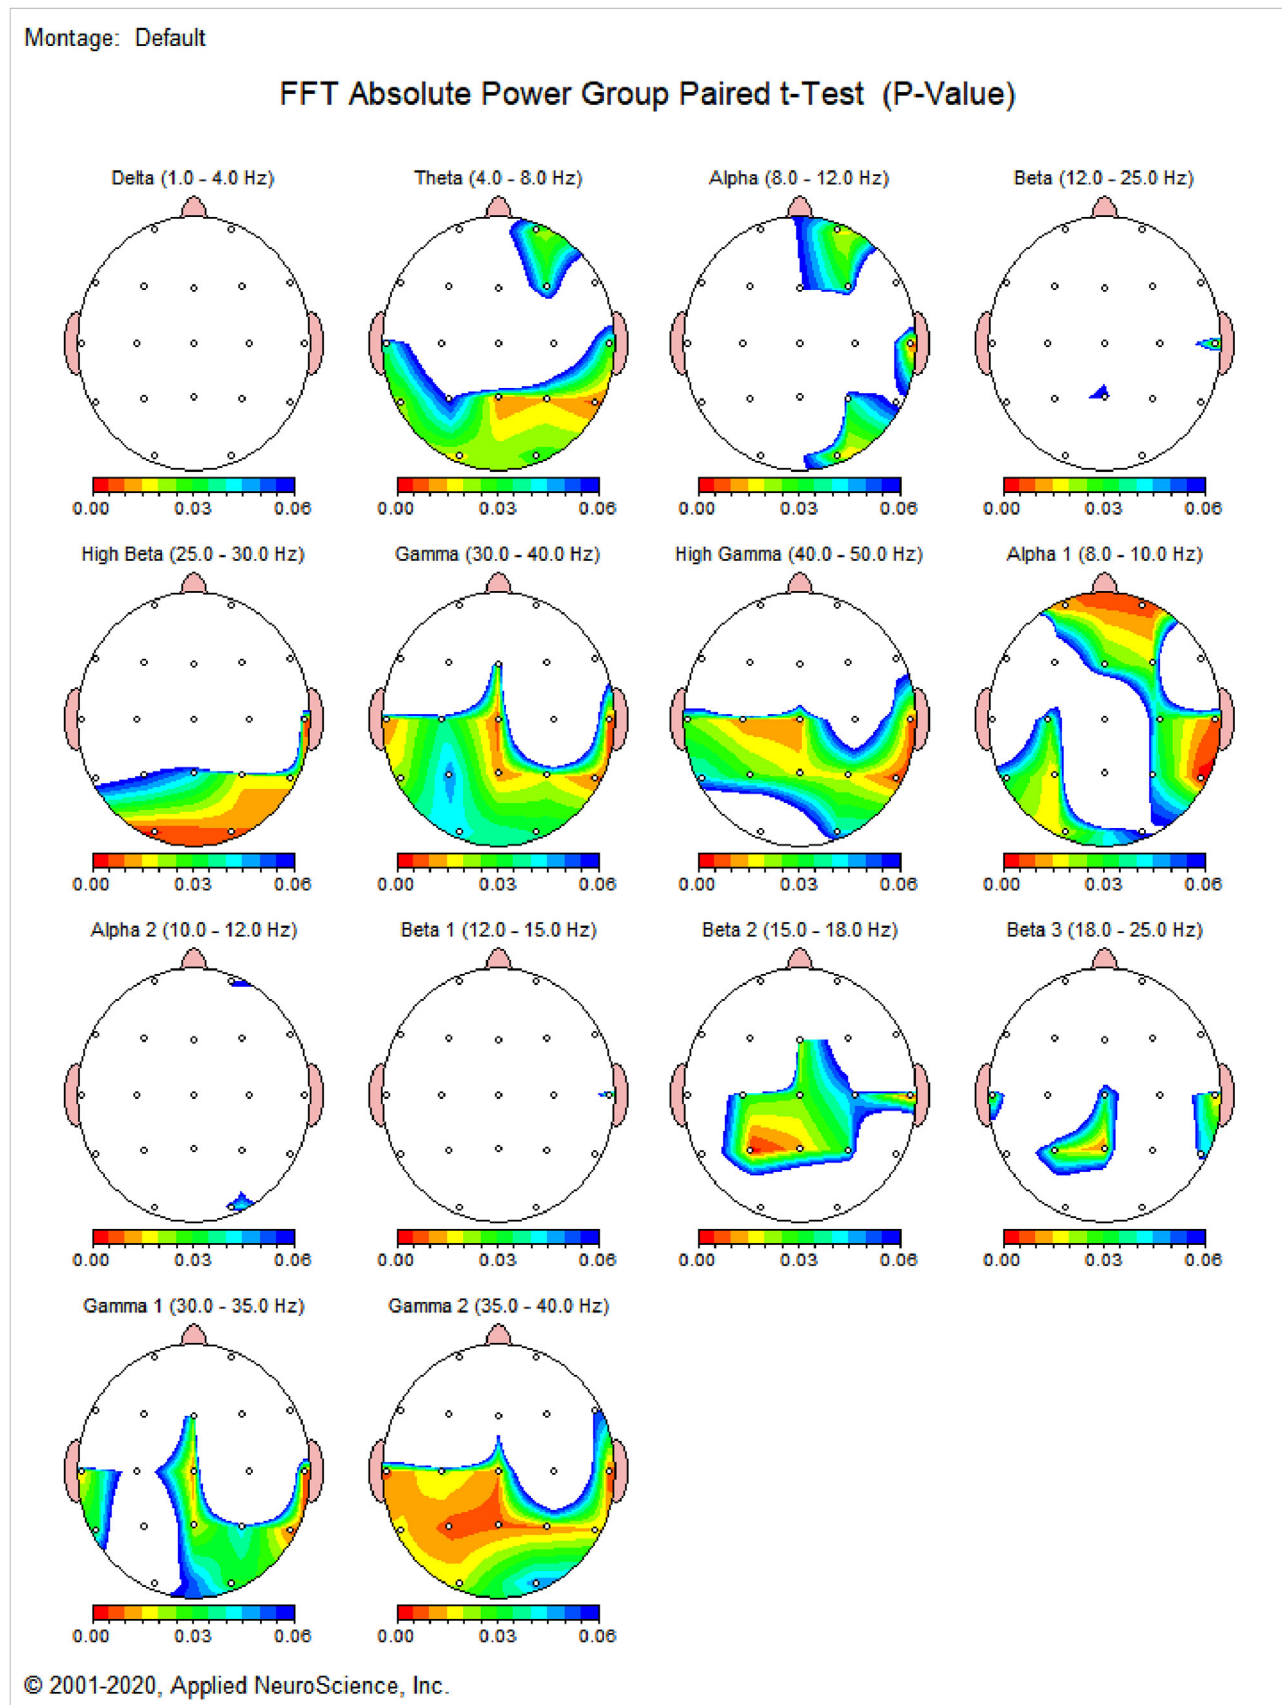 Montage: Default
FFT Absolute Power Group Paired t-Test (P-Value)
Delta (1.0 - 4.0 Hz) Theta (4.0 - 8.0 Hz) Alpha (8.0 - 12.0 Hz) Beta (12.0 - 25.0 Hz)
0.00 0.03 0.06 0.00 0.03 0.06 0.00 0.03 0.06 0.00 0.03 0.06
High Beta (25.0 - 30.0 Hz) Gamma (30.0 - 40.0 Hz) High Gamma (40.0 - 50.0 Hz) Alpha 1 (8.0 - 10.0 Hz)
0.00 0.03 0.06 0.00 0.03 0.06 0.00 0.03 0.06 0.00 0.03 0.06
Alpha 2 (10.0 - 12.0 Hz) Beta 1 (12.0 - 15.0 Hz) Beta 2 (15.0 - 18.0 Hz) Beta 3 (18.0 - 25.0 Hz)
0.00 0.03 0.06 0.00 0.03 0.06 0.00 0.03 0.06 0.00 0.03 0.06
Gamma 1 (30.0 - 35.0 Hz) Gamma 2 (35.0 - 40.0 Hz)
0.00 0.03 0.06 0.00 0.03 0.06
© 2001-2020, Applied NeuroScience, Inc.